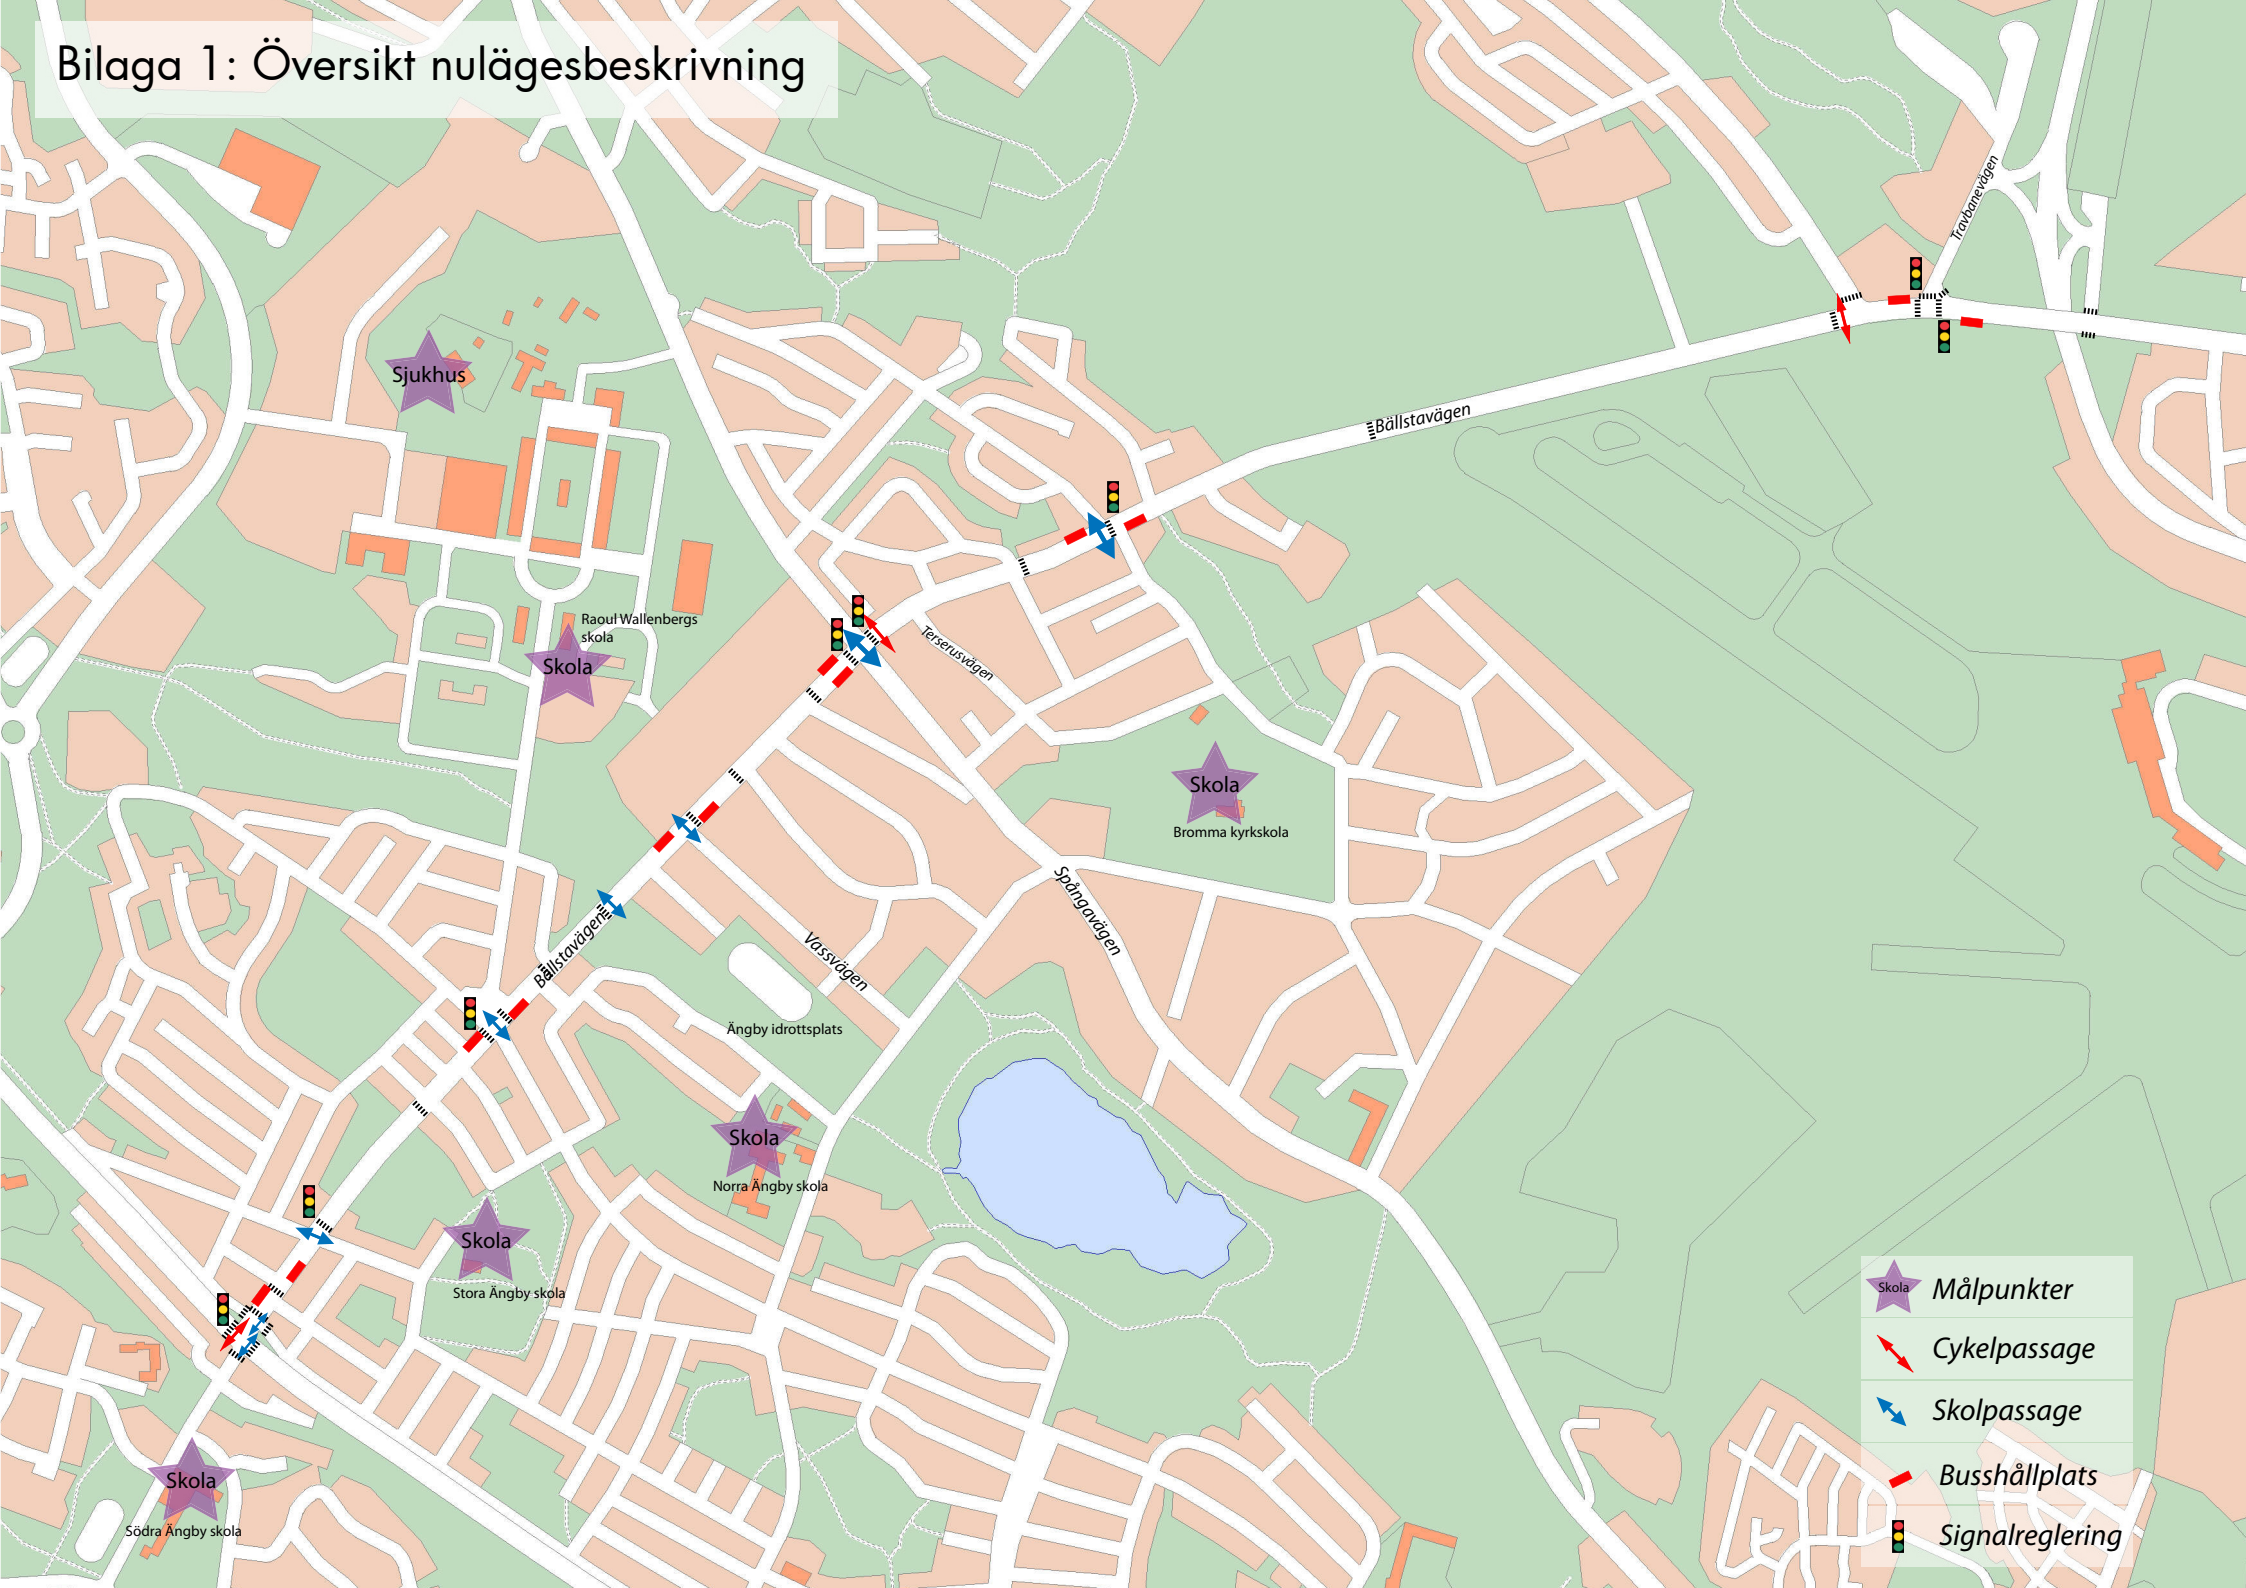 Bilaga 1: Översikt nulägesbeskrivning
Travbanevägen
Sjukhus
Bällstavägen
Raoul Wallenbergs
skola
Skola
Terserusvägen
Skola
Bromma kyrkskola
Spångavägen
Bällstavägen
Vassvägen
Ängby idrottsplats
Skola
Norra Ängby skola
Skola
Stora Ängby skola
Skola
Södra Ängby skola
Skola
Målpunkter
Cykelpassage
Skolpassage
Busshållplats
Signalreglering